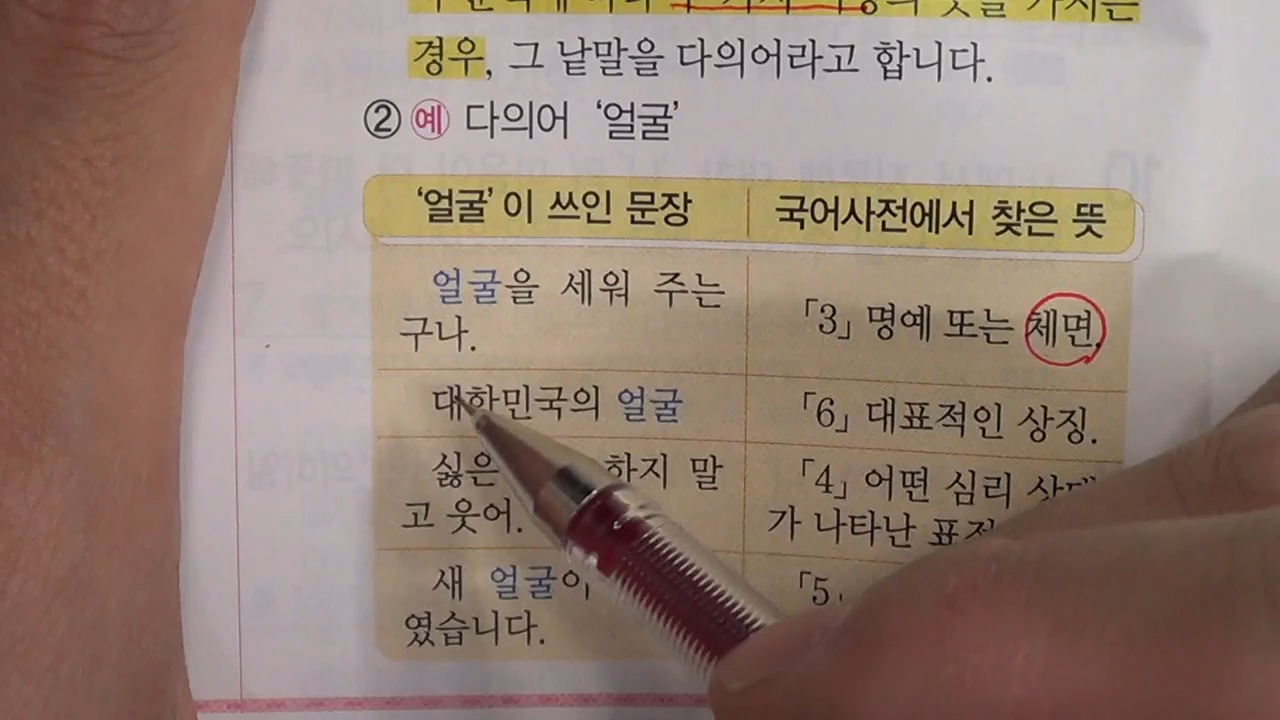 경우, 그 낱말을 다의어라고 합니다.
② 예 다의어 ‘얼굴’
‘얼굴’이 쓰인 문장 국어사전에서 찾은 뜻
얼굴을 세워 주는
구나.
「3」 명예 또는 체면.
대한민국의 얼굴
「6」 대표적인 상징.
싫은 하지 말
고 웃어.
「4」 어떤 심리
가 나타난
새 얼굴이
였습니다.
「5